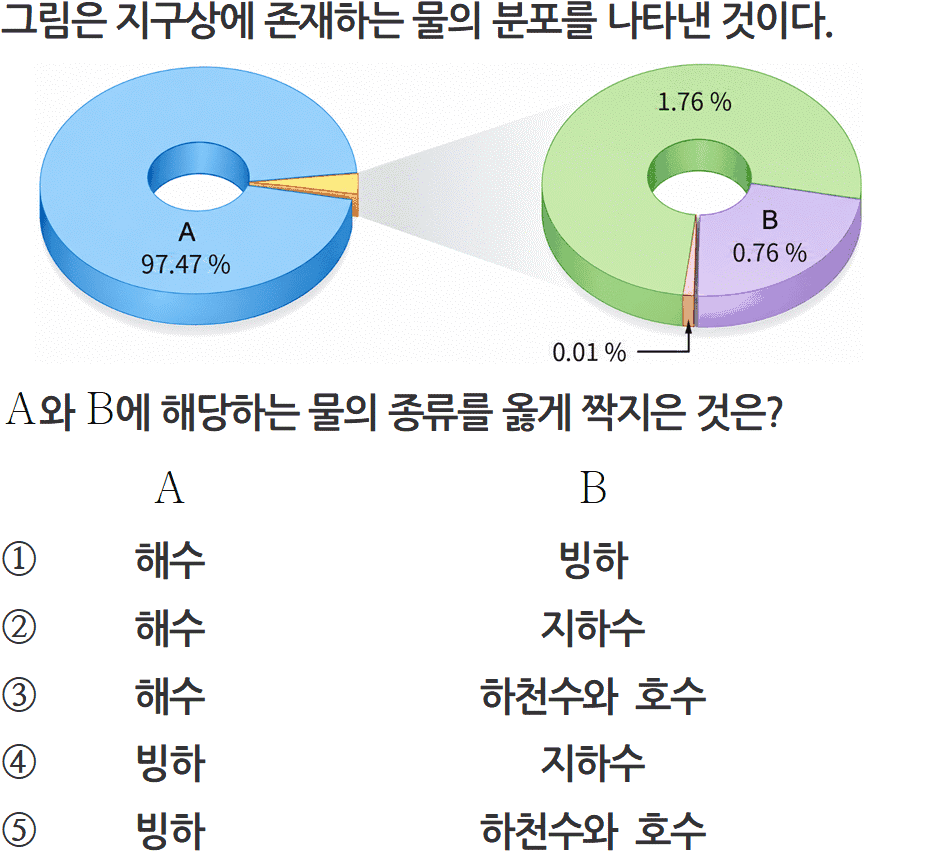 그림은 지구상에 존재하는 물의 분포를 나타낸 것이다.
1.76 %
A
97.47 %
B
0.76 %
0.01 %
A와 B에 해당하는 물의 종류를 옳게 짝지은 것은?
A B
① 해수 빙하
② 해수 지하수
③ 해수 하천수와 호수
④ 빙하 지하수
⑤ 빙하 하천수와 호수